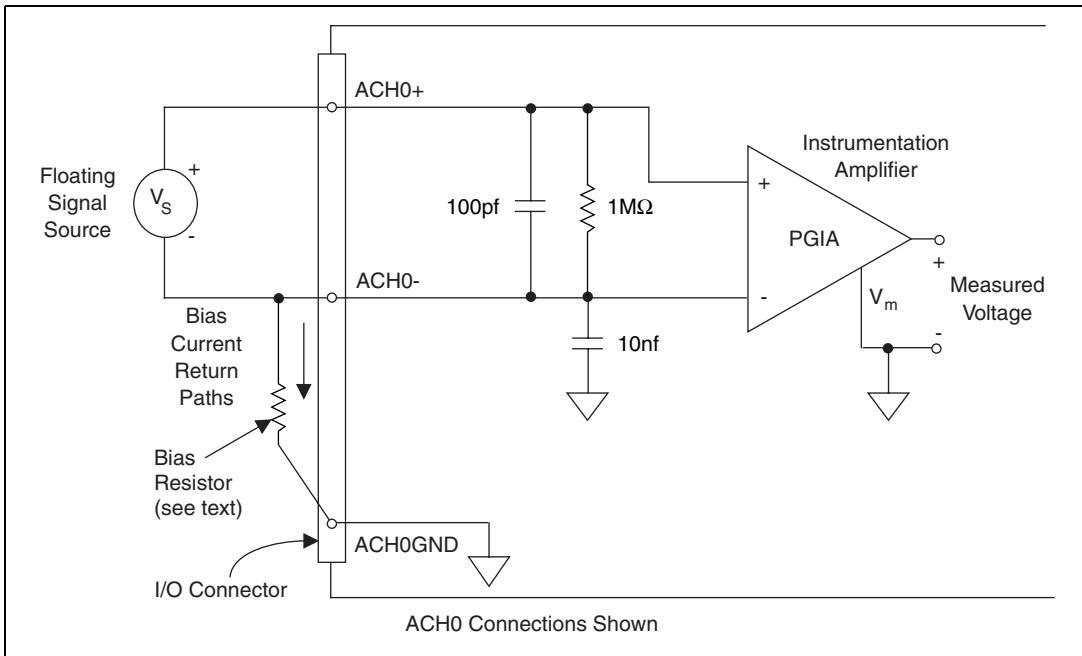 ACH0+
Instrumentation
Amplifier
Floating
Signal
Source
+
V
S
-
100pf
1MΩ
+
PGIA
-
+
Measured
Voltage
-
V
m
ACH0-
Bias
Current
Return
Paths
10nf
Bias
Resistor
(see text)
ACH0GND
I/O Connector
ACH0 Connections Shown